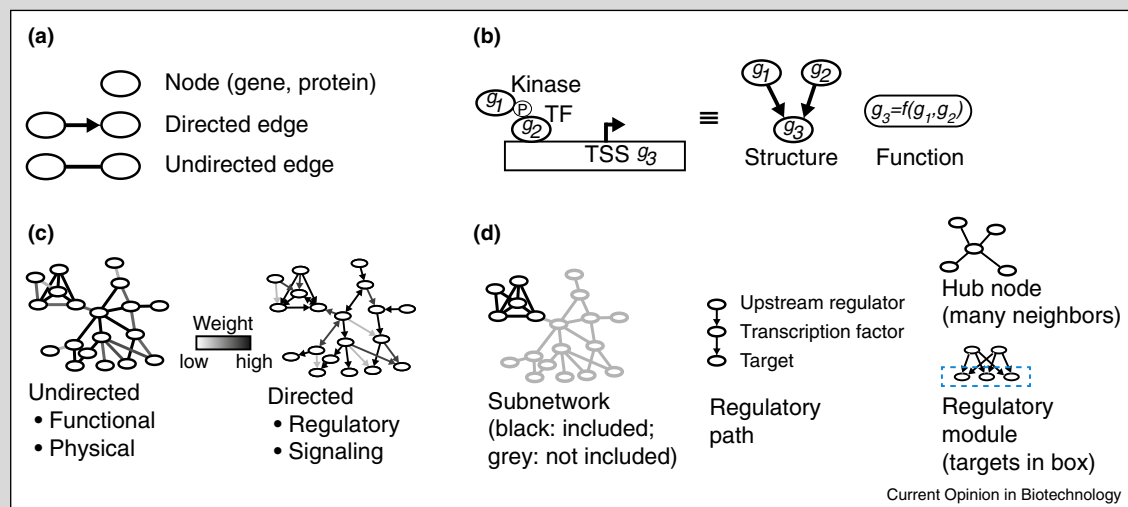 (a)
Node (gene, protein)
Directed edge
Undirected edge
(b)
Kinase
g1
P
g2
TF
TSS g3
≡
g1
g2
g3
Structure
g3=f(g1,g2)
Function
(c)
Weight
low
high
Undirected
• Functional
• Physical
Directed
• Regulatory
• Signaling
(d)
Subnetwork
(black: included;
grey: not included)
Upstream regulator
Transcription factor
Target
Regulatory
path
Hub node
(many neighbors)
Regulatory
module
(targets in box)
Current Opinion in Biotechnology